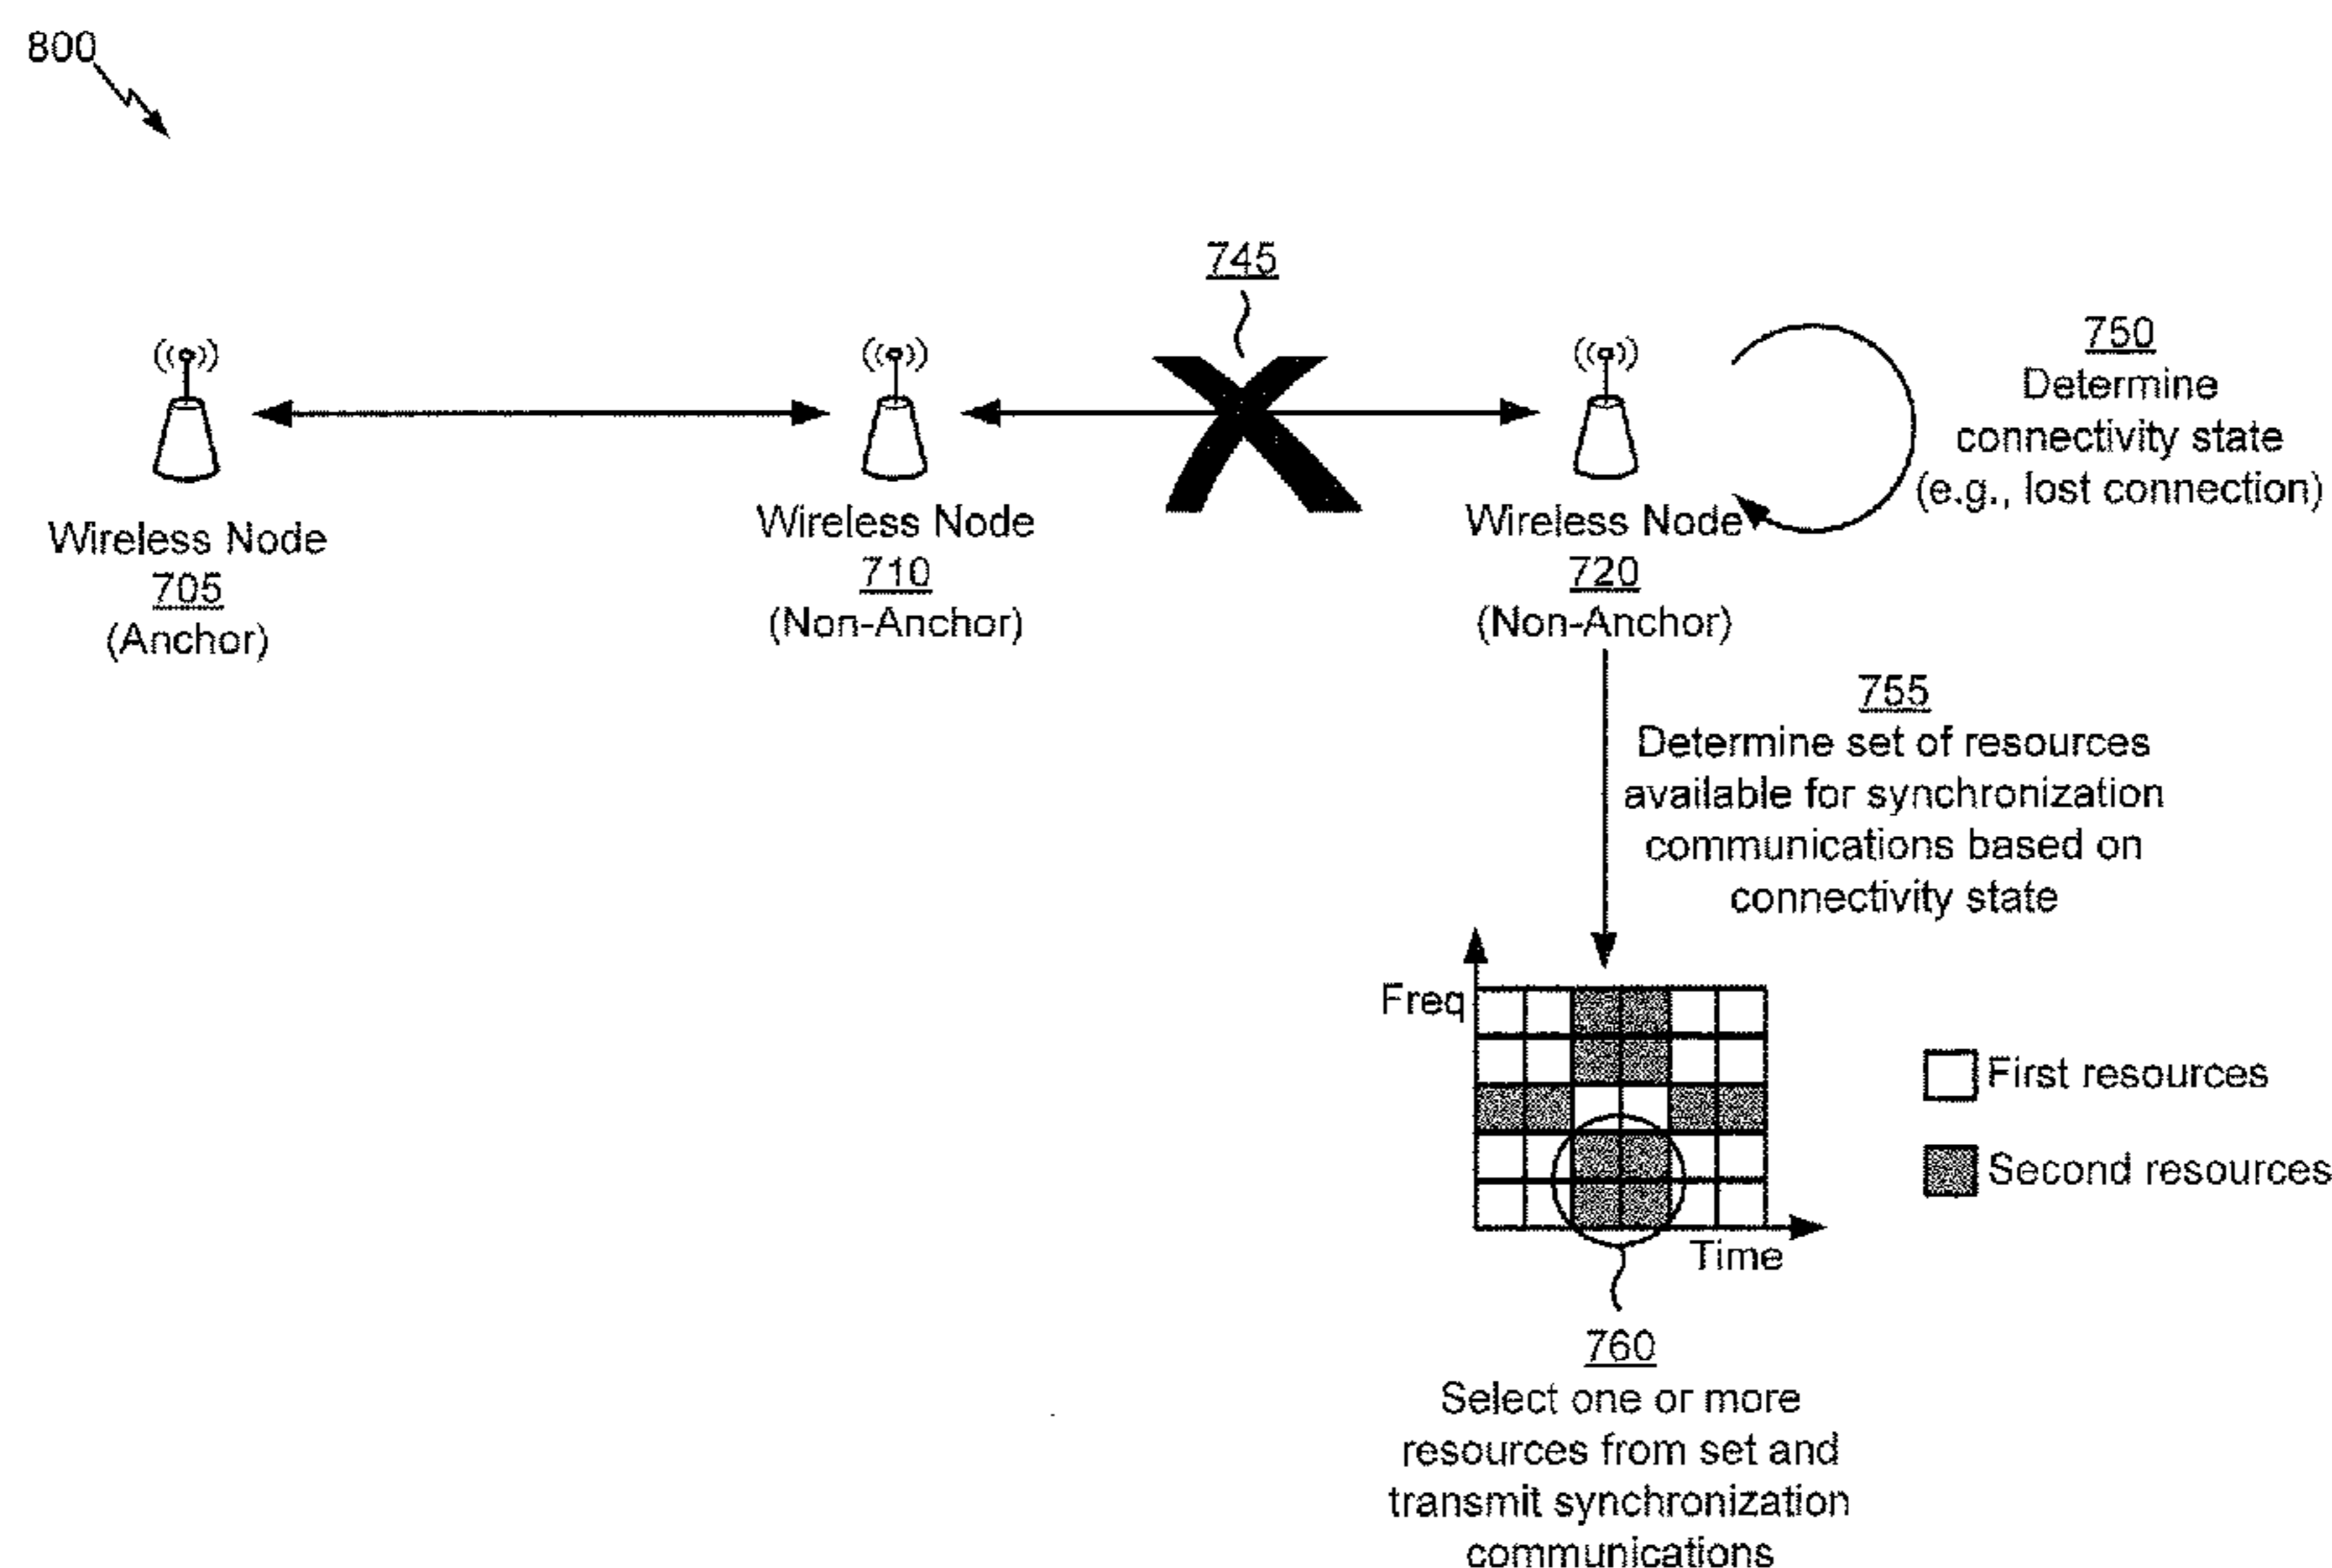 800
745
750
Determine
connectivity state
(e.g., lost connection)
Wireless Node
705
(Anchor)
Wireless Node
710
(Non-Anchor)
Wireless Node
720
(Non-Anchor)
755
Determine set of resources
available for synchronization
communications based on
connectivity state
Freq
Time
First resources
Second resources
760
Select one or more
resources from set and
transmit synchronization
communications